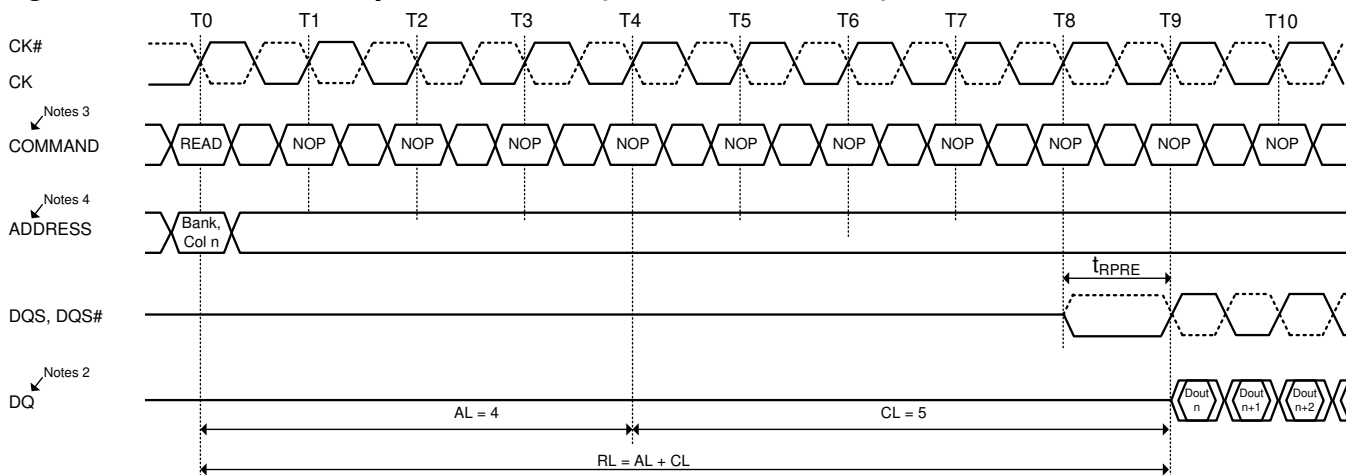 T0 T1 T2 T3 T4 T5 T6 T7 T8 T9 T10
CK#
CK
Notes 3
COMMAND READ NOP NOP NOP NOP NOP NOP NOP NOP NOP NOP
Notes 4
ADDRESS
Bank,
Col n
tRPRE
DQS, DQS#
Notes 2
DQ
Dout
n
Dout
n+1
Dout
n+2
AL = 4 CL = 5
RL = AL + CL